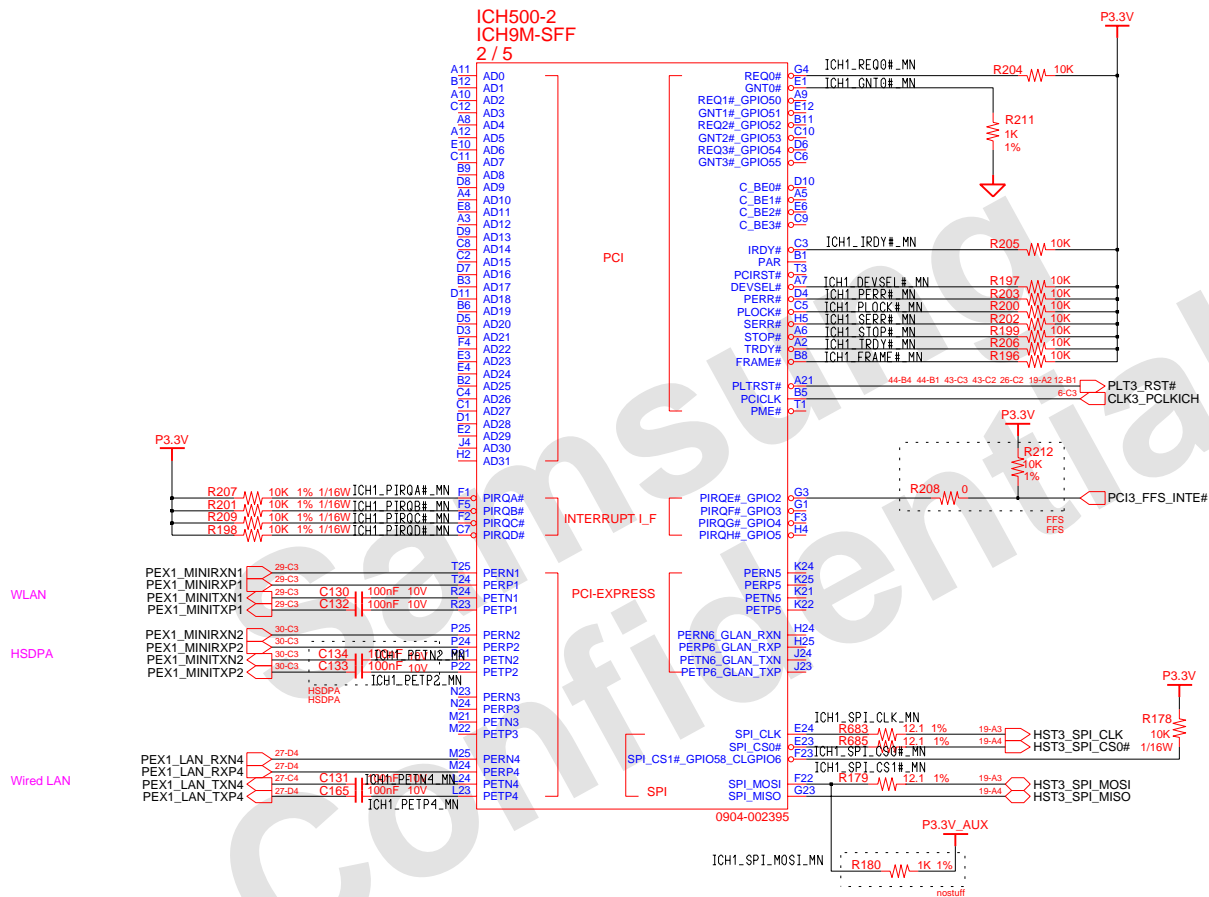 ICH500-2
ICH9M-SFF
2 / 5
P3.3V
A11 AD0
B12 AD1
A10 AD2
C12 AD3
A8 AD4
A12 AD5
E10 AD6
C11 AD7
B9 AD8
D8 AD9
A4 AD10
E8 AD11
A3 AD12
D9 AD13
C8 AD14
C2 AD15
D7 AD16
B3 AD17
D11 AD18
B6 AD19
D5 AD20
D3 AD21
F4 AD22
E3 AD23
E4 AD24
B2 AD25
C4 AD26
C1 AD27
D1 AD28
E2 AD29
J4 AD30
H2 AD31
PCI
REQ0# G4 ICH1_REQ0#_MN R204 10K
GNT0# E1 ICH1_GNT0#_MN
REQ1#_GPIO50 A9
GNT1#_GPIO51 E12
REQ2#_GPIO52 B11
GNT2#_GPIO53 C10
REQ3#_GPIO54 D6
GNT3#_GPIO55 C6
R211
1K
1%
C_BE0# D10
C_BE1# A5
C_BE2# E6
C_BE3# C9
IRDY# C3 ICH1_IRDY#_MN R205 10K
PAR B1
PCIRST# T3
DEVSEL# A7 ICH1_DEVSEL#_MN R197 10K
PERR# D4 ICH1_PERR#_MN R203 10K
PLOCK# C5 ICH1_PLOCK#_MN R200 10K
SERR# H5 ICH1_SERR#_MN R202 10K
STOP# A6 ICH1_STOP#_MN R199 10K
TRDY# A2 ICH1_TRDY#_MN R206 10K
FRAME# B8 ICH1_FRAME#_MN R196 10K
PLTRST# A21 44-B4 44-B1 43-C3 43-C2 26-C2 19-A2 12-B1 PLT3_RST#
PCICLK B5 6-C3 CLK3_PCLKICH
PME# T1
P3.3V
R207 10K 1% 1/16W ICH1_PIRQA#_MN F1 PIRQA#
R201 10K 1% 1/16W ICH1_PIRQB#_MN F5 PIRQB#
R209 10K 1% 1/16W ICH1_PIRQC#_MN F2 PIRQC#
R198 10K 1% 1/16W ICH1_PIRQD#_MN C7 PIRQD#
INTERRUPT I_F
P3.3V
R212
10K
1%
PIRQE#_GPIO2 G3 R208 0 PCI3_FFS_INTE#
PIRQF#_GPIO3 G1
PIRQG#_GPIO4 F3
PIRQH#_GPIO5 H4
FFS
FFS
PCI-EXPRESS
WLAN
PEX1_MINIRXN1 29-C3 T25 PERN1
PEX1_MINIRXP1 29-C3 T24 PERP1
PEX1_MINITXN1 29-C3 C130 100nF 10V R24 PETN1
PEX1_MINITXP1 29-C3 C132 100nF 10V R23 PETP1
HSDPA
PEX1_MINIRXN2 30-C3 P25 PERN2
PEX1_MINIRXP2 30-C3 P24 PERP2
PEX1_MINITXN2 30-C3 C134 ICH1_PETN2_MN PETN2
PEX1_MINITXP2 30-C3 C133 100nF 10V P22 PETP2
ICH1_PETP2_MN
HSDPA
HSDPA
N23 PERN3
N24 PERP3
M21 PETN3
M22 PETP3
Wired LAN
PEX1_LAN_RXN4 27-D4 M25 PERN4
PEX1_LAN_RXP4 27-D4 M24 PERP4
PEX1_LAN_TXN4 27-C4 C131 ICH1_PETN4_MN L24 PETN4
PEX1_LAN_TXP4 27-D4 C165 100nF 10V L23 PETP4
ICH1_PETP4_MN
PERN5 K24
PERP5 K25
PETN5 K21
PETP5 K22
PERN6_GLAN_RXN H24
PERP6_GLAN_RXP H25
PETN6_GLAN_TXN J24
PETP6_GLAN_TXP J23
P3.3V
R178
10K
1/16W
SPI
ICH1_SPI_CLK_MN
SPI_CLK E24 R683 12.1 1% 19-A3 HST3_SPI_CLK
SPI_CS0# E23 R685 12.1 1% 19-A4 HST3_SPI_CS0#
ICH1_SPI_CS0#_MN
SPI_CS1#_GPIO58_CLGPIO6 F23
ICH1_SPI_CS1#_MN
SPI_MOSI F22 R179 12.1 1% 19-A3 HST3_SPI_MOSI
SPI_MISO G23 19-A4 HST3_SPI_MISO
0904-002395
P3.3V_AUX
ICH1_SPI_MOSI_MN
R180 1K 1%
nostuff
Samsung
Confidential